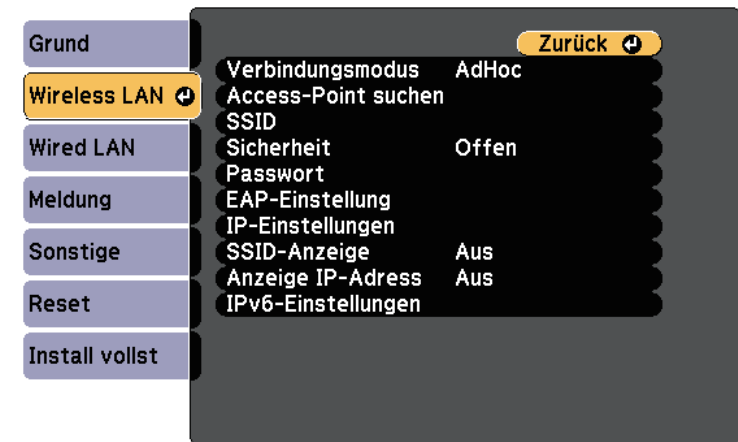 Grund
Wireless LAN
Wired LAN
Meldung
Sonstige
Reset
Install vollst
Zurück
Verbindungsmodus AdHoc
Access-Point suchen
SSID
Sicherheit Offen
Passwort
EAP-Einstellung
IP-Einstellungen
SSID-Anzeige Aus
Anzeige IP-Adress Aus
IPv6-Einstellungen